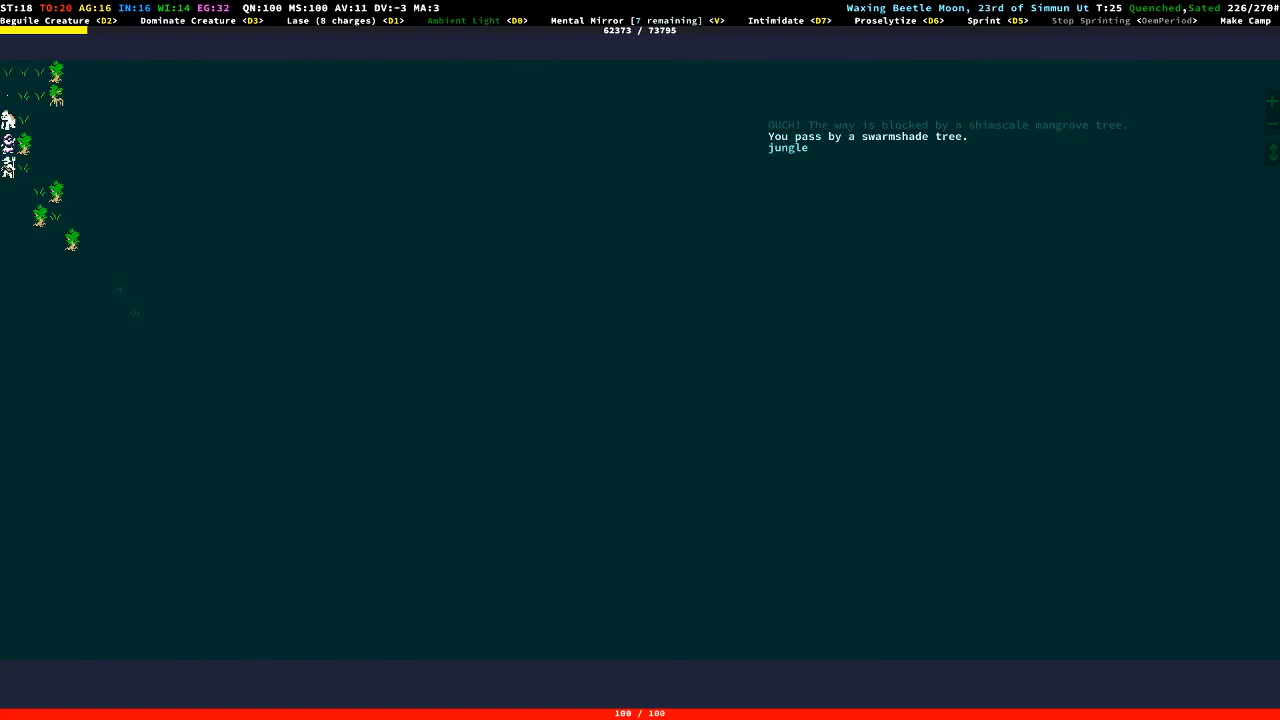 ST:18 TO:20 AG:16 IN:16 WI:14 EG:32 QN:100 MS:100 AV:11 DV:-3 MA:3 Waxing Beetle Moon, 23rd of Simmun Ut T:25 Quenched,Sated 226/270#
Beguile Creature <D2> Dominate Creature <D3> Lase (8 charges) <D1> Ambient Light <D0> Mental Mirror [7 remaining] <V> Intimidate <D7> Proselytize <D6> Sprint <D5> Stop Sprinting <OemPeriod> Make Camp
62373 / 73795
OUCH! The way is blocked by a shimscale mangrove tree.
You pass by a swarmshade tree.
jungle
100 / 100